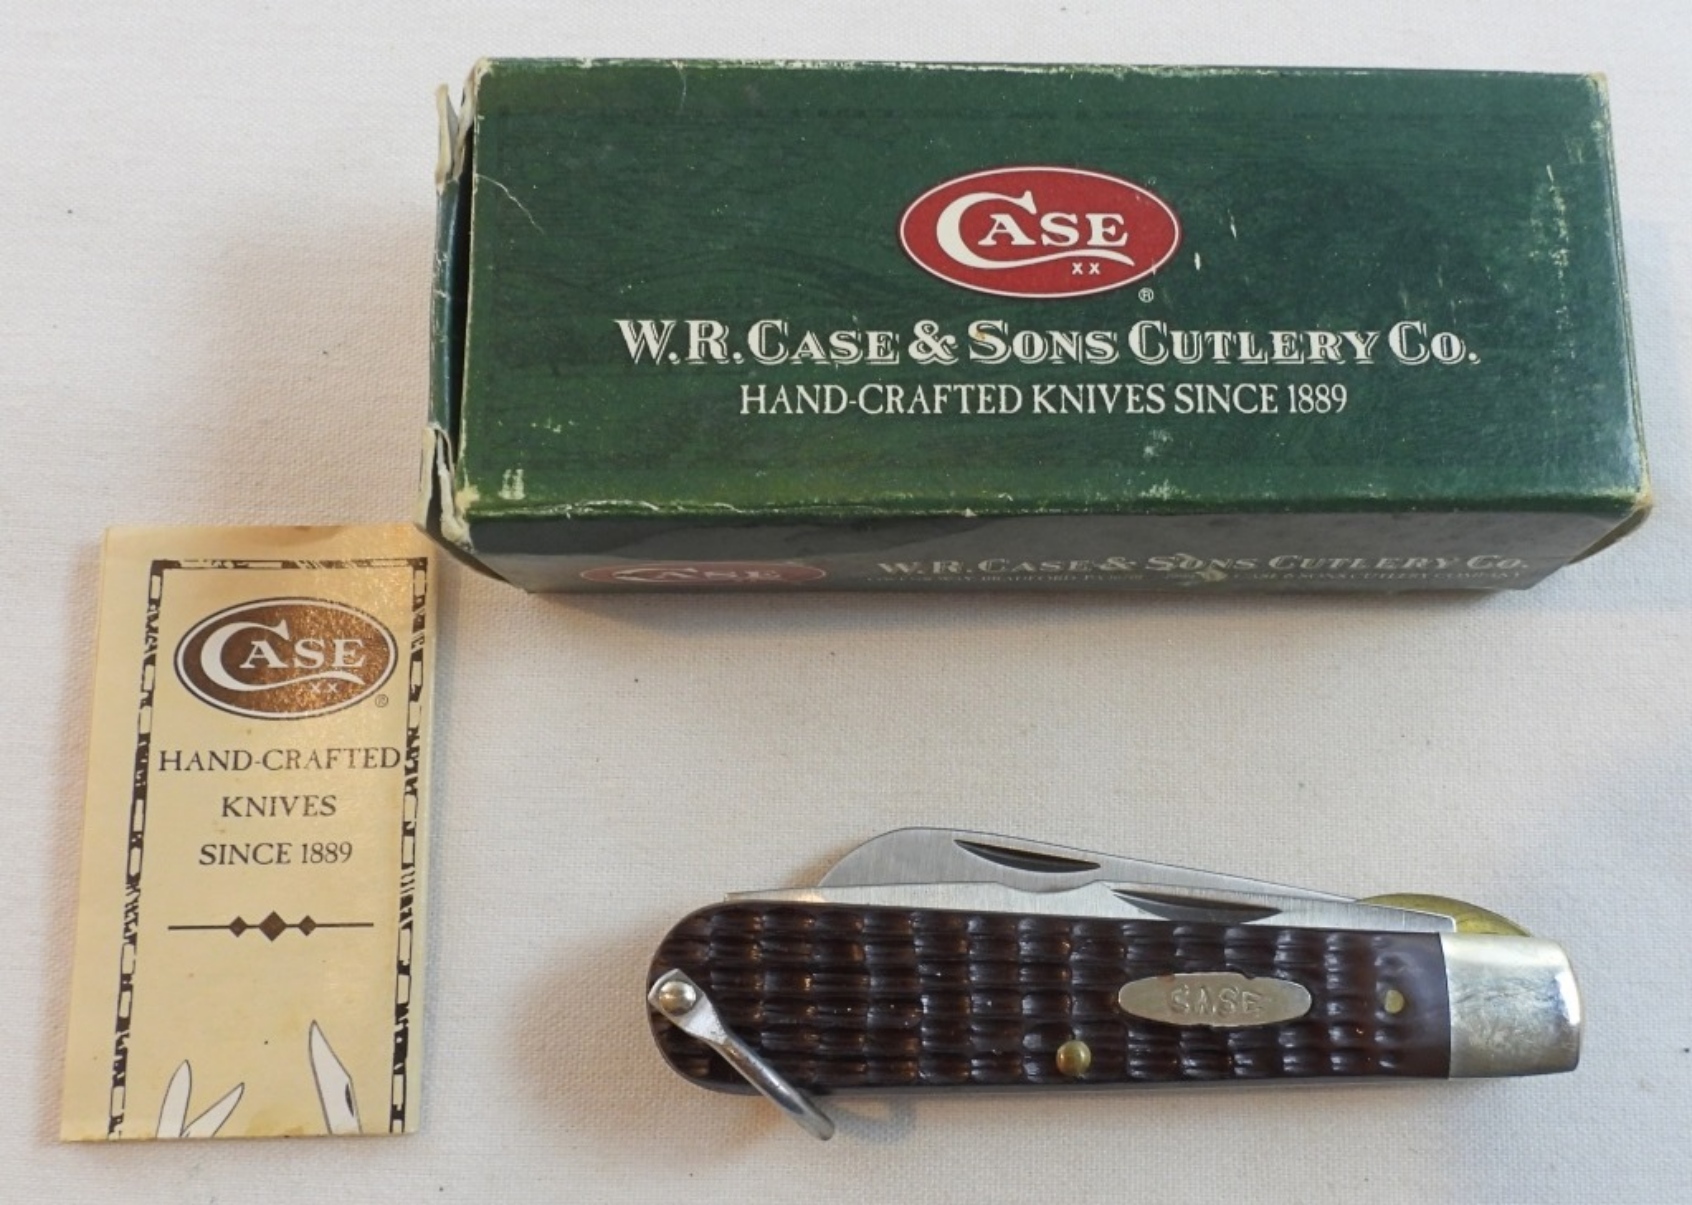 CASE
XX
®
W.R. CASE & SONS CUTLERY CO.
HAND-CRAFTED KNIVES SINCE 1889
CASE
W.R. CASE & SONS CUTLERY CO.
CASE
XX
®
HAND-CRAFTED
KNIVES
SINCE 1889
CASE